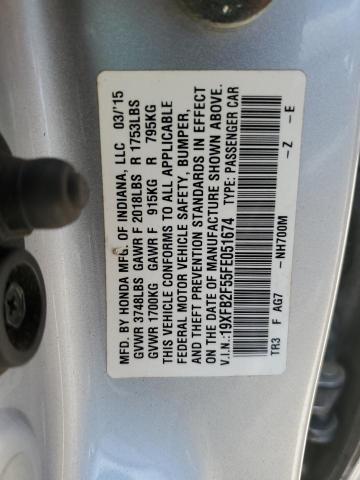 MFD. BY HONDA MFG. OF INDIANA, LLC 03/'15
GVWR 3748LBS GAWR F 2018LBS R 1753LBS
GVWR 1700KG GAWR F 915KG R 795KG
THIS VEHICLE CONFORMS TO ALL APPLICABLE
FEDERAL MOTOR VEHICLE SAFETY, BUMPER,
AND THEFT PREVENTION STANDARDS IN EFFECT
ON THE DATE OF MANUFACTURE SHOWN ABOVE.
V.I.N.:19XFB2F55FE051674 TYPE: PASSENGER CAR
TR3 F AG7 -NH700M -Z -E